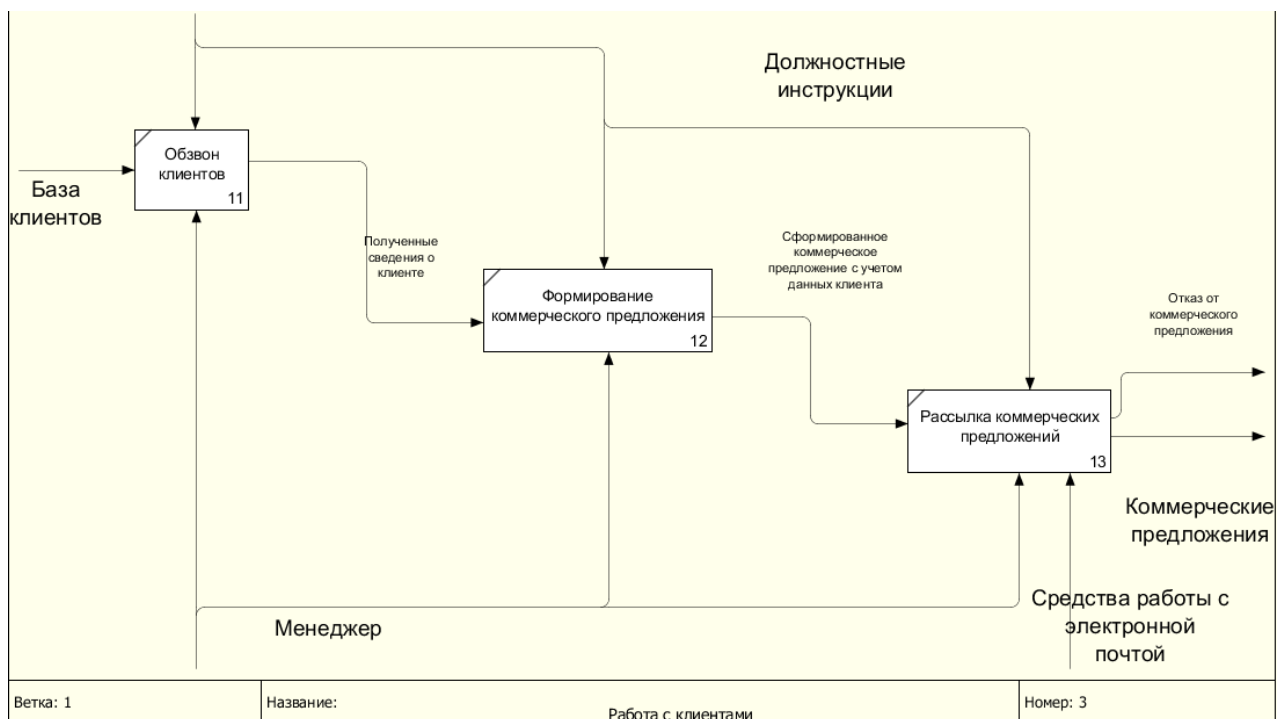 Должностные
инструкции
Обзвон
клиентов
11
База
клиентов
Полученные
сведения о
клиенте
Сформированное
коммерческое
предложение с учетом
данных клиента
Формирование
коммерческого предложения
12
Отказ от
коммерческого
предложения
Рассылка коммерческих
предложений
13
Коммерческие
предложения
Менеджер
Средства работы с
электронной
почтой
Ветка: 1
Название:
Работа с клиентами
Номер: 3